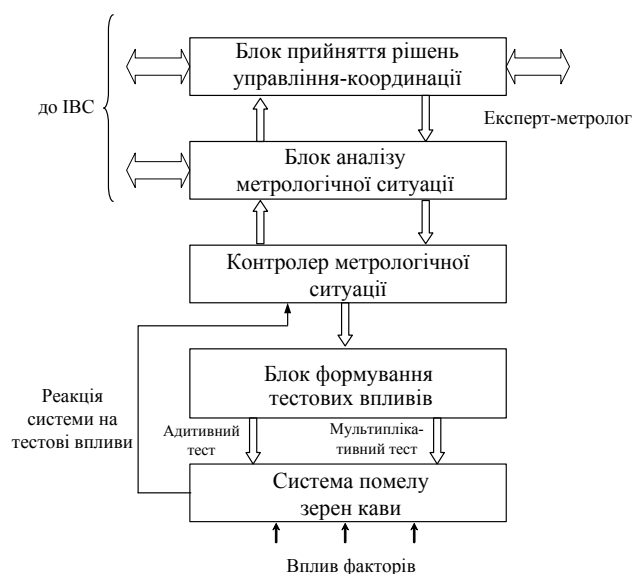 Блок прийняття рішень
управління-координації
до ІВС
Експерт-метролог
Блок аналізу
метрологічної ситуації
Контролер метрологічної
ситуації
Блок формування
тестових впливів
Реакція
системи на
тестові впливи
Адитивний
тест
Мультипліка-
тивний тест
Система помелу
зерен кави
Вплив факторів